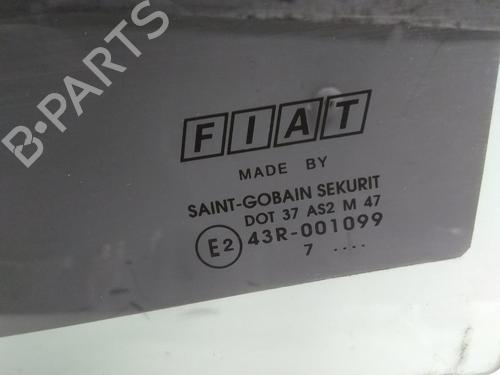 B-PARTS
FIAT
MADE BY
SAINT-GOBAIN SEKURIT
DOT 37 AS2 M 47
E2 43R-001099
7 ....